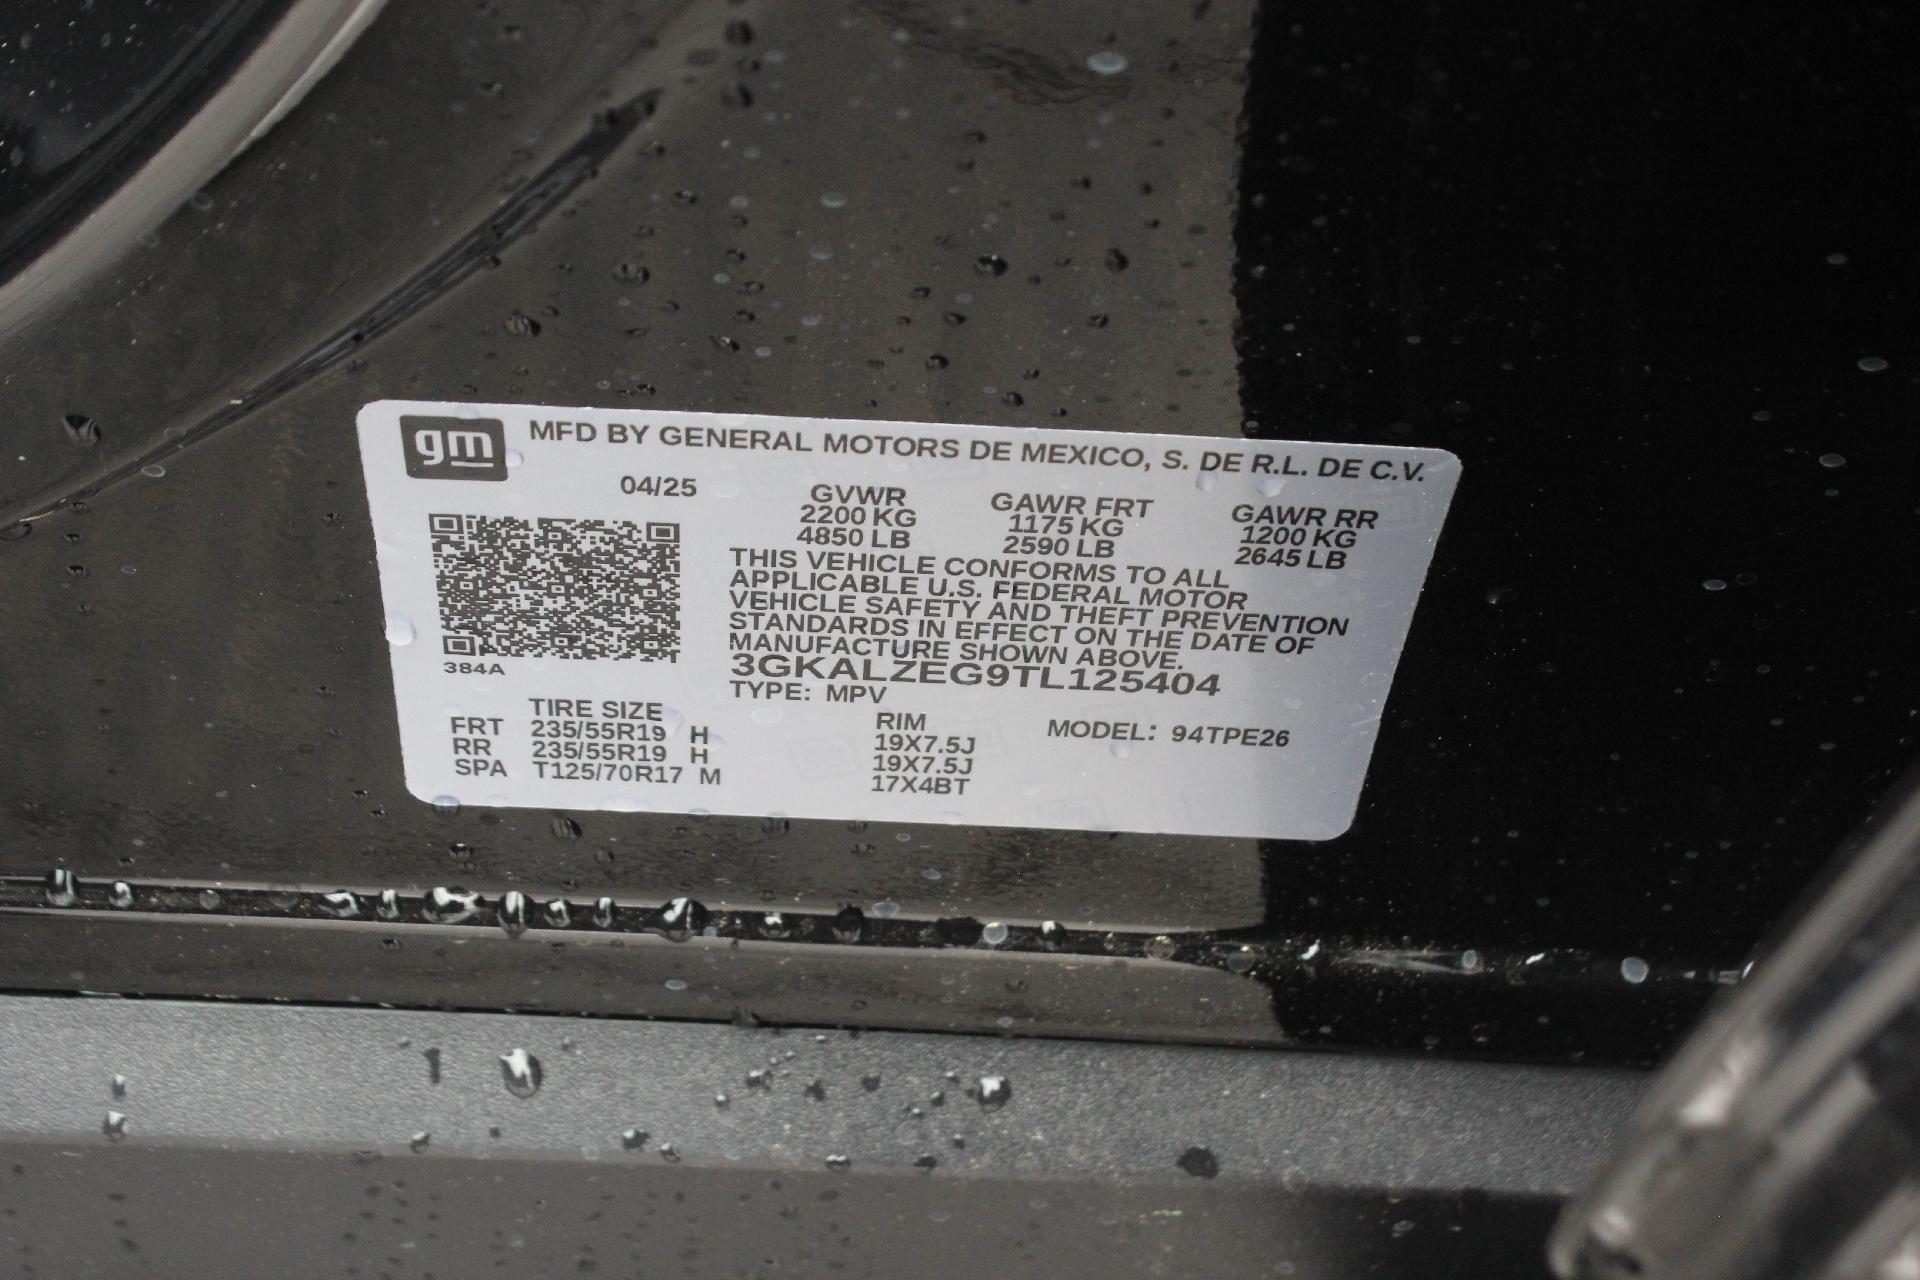 gm MFD BY GENERAL MOTORS DE MEXICO, S. DE R.L. DE C.V.
04/25 GVWR GAWR FRT GAWR RR
2200 KG 1175 KG 1200 KG
4850 LB 2590 LB 2645 LB
THIS VEHICLE CONFORMS TO ALL
APPLICABLE U.S. FEDERAL MOTOR
VEHICLE SAFETY AND THEFT PREVENTION
STANDARDS IN EFFECT ON THE DATE OF
MANUFACTURE SHOWN ABOVE.
384A 3GKALZEG9TL125404
TYPE: MPV
TIRE SIZE RIM MODEL: 94TPE26
FRT 235/55R19 H 19X7.5J
RR 235/55R19 H 19X7.5J
SPA T125/70R17 M 17X4BT